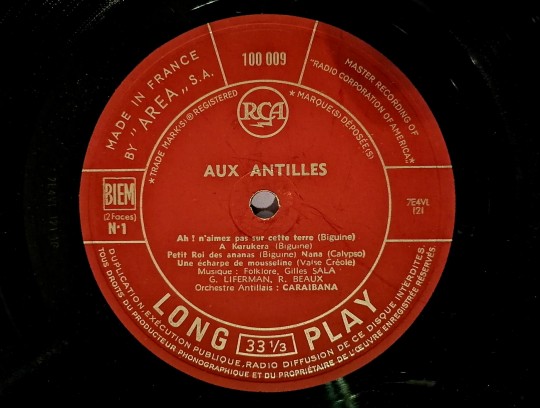 100 009
MADE IN FRANCE
BY "AREA" S.A.
MASTER RECORDING OF
"RADIO CORPORATION OF AMERICA"
★ TRADE MARK(S) ® REGISTERED
★ MARQUE(S) DÉPOSÉE(S)
RCA
AUX ANTILLES
BIEM
(2 Faces)
N·1
7E4VL
121
Ah ! n'aimez pas sur cette terre (Biguine)
A Karukera (Biguine)
Petit Roi des ananas (Biguine) Nana (Calypso)
Une écharpe de mousseline (Valse Créole)
Musique : Folklore, Gilles SALA
G. LIFERMAN, R. BEAUX
Orchestre Antillais : CARAIBANA
LONG 33 1/3 PLAY
DUPLICATION, EXÉCUTION PUBLIQUE, RADIO DIFFUSION DE CE DISQUE INTERDITES.
TOUS DROITS DU PRODUCTEUR PHONOGRAPHIQUE ET DU PROPRIÉTAIRE DE L'ŒUVRE ENREGISTRÉE RÉSERVÉS